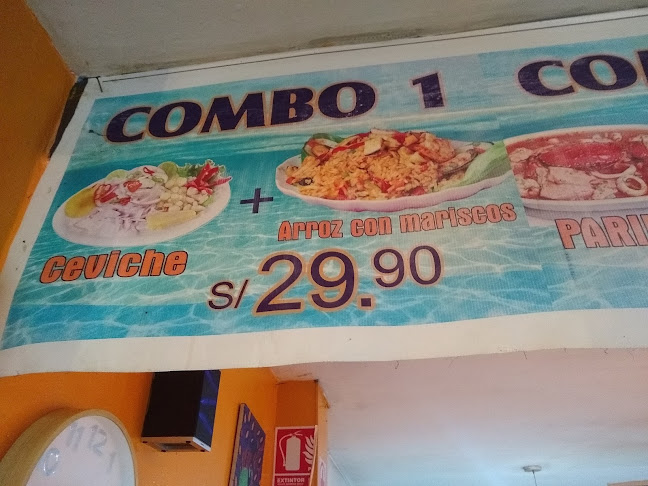 COMBO 1
+
Ceviche
Arroz con mariscos
S/ 29.90
EXTINTOR